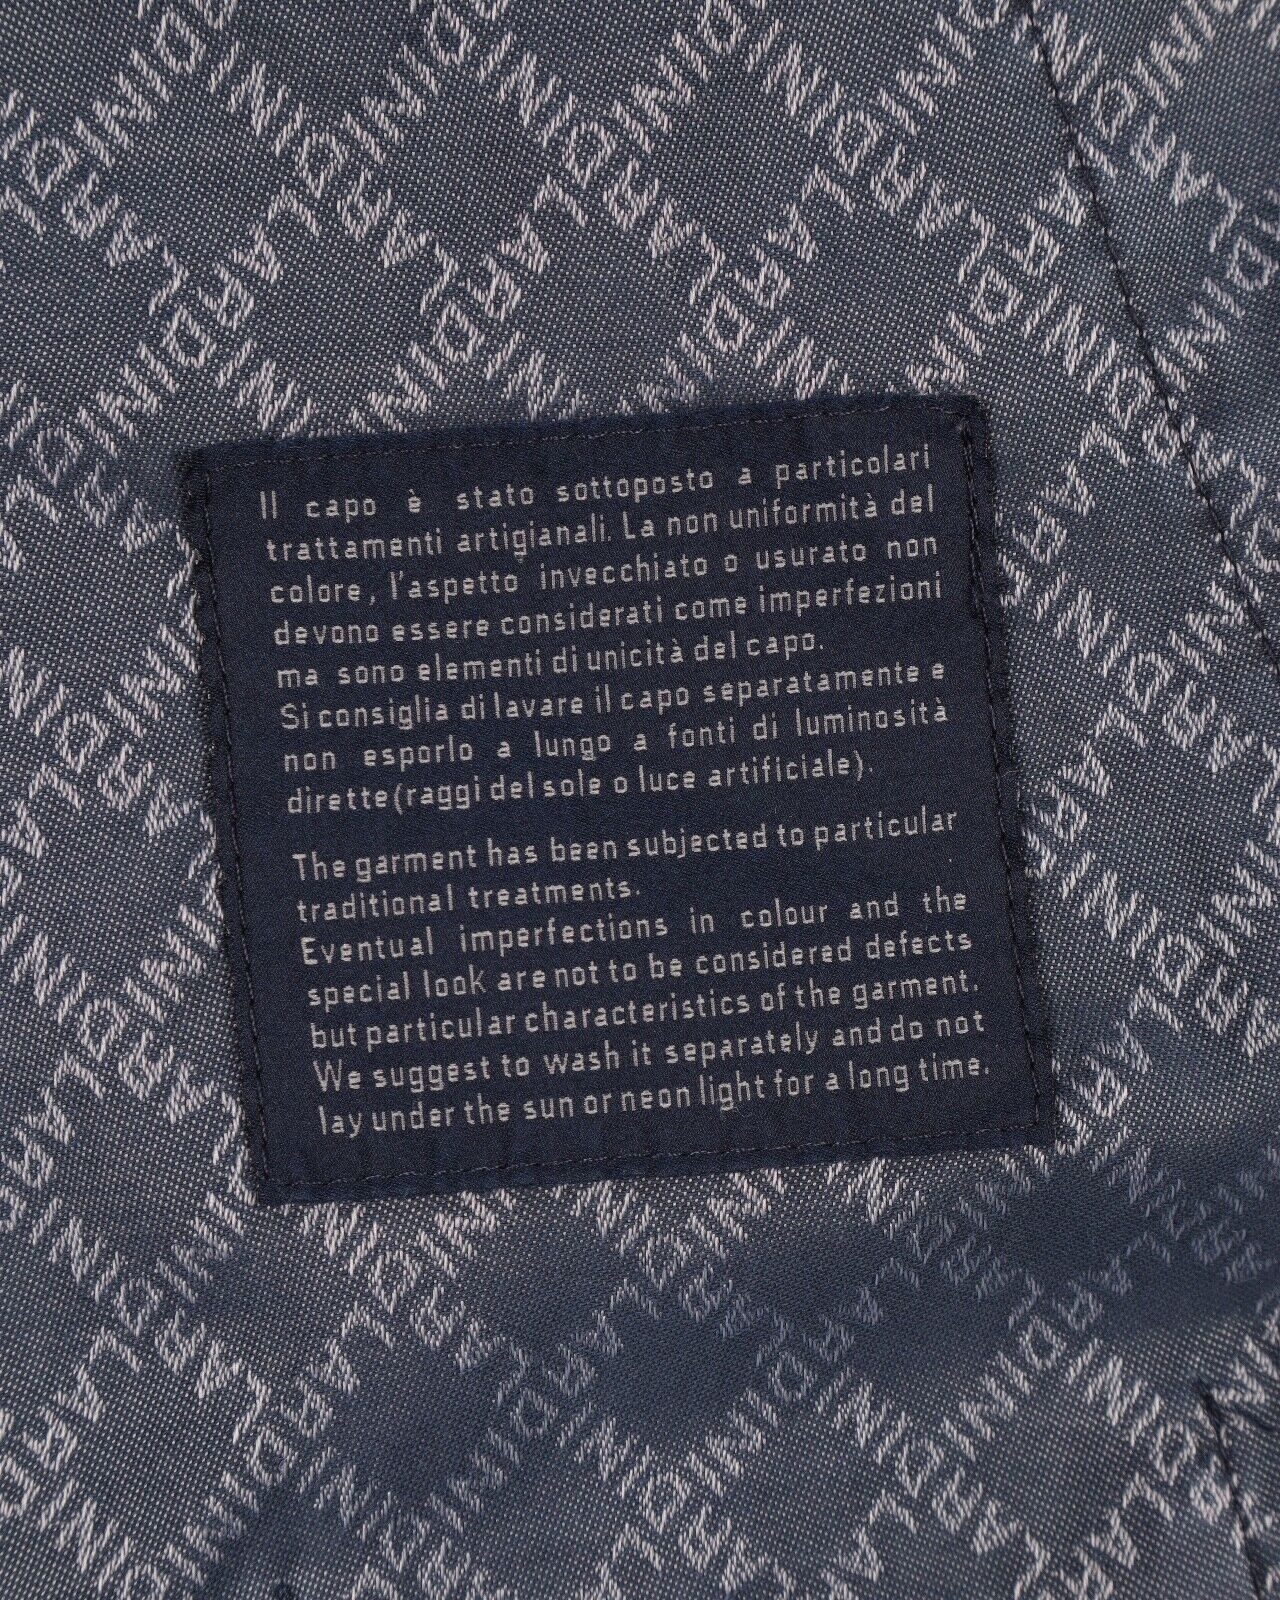 Il capo è stato sottoposto a particolari
trattamenti artigianali. La non uniformità del
colore, l'aspetto invecchiato o usurato non
devono essere considerati come imperfezioni
ma sono elementi di unicità del capo.
Si consiglia di lavare il capo separatamente e
non esporlo a lungo a fonti di luminosità
dirette (raggi del sole o luce artificiale).
The garment has been subjected to particular
traditional treatments.
Eventual imperfections in colour and the
special look are not to be considered defects
but particular characteristics of the garment.
We suggest to wash it separately and do not
lay under the sun or neon light for a long time.